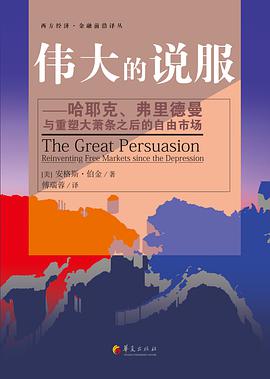 西方经济·金融前沿译丛
伟大的说服
——哈耶克、弗里德曼
与重塑大萧条之后的自由市场
The Great Persuasion
Reinventing Free Markets since the Depression
[美] 安格斯·伯金／著
傅瑞蓉／译
华夏出版社